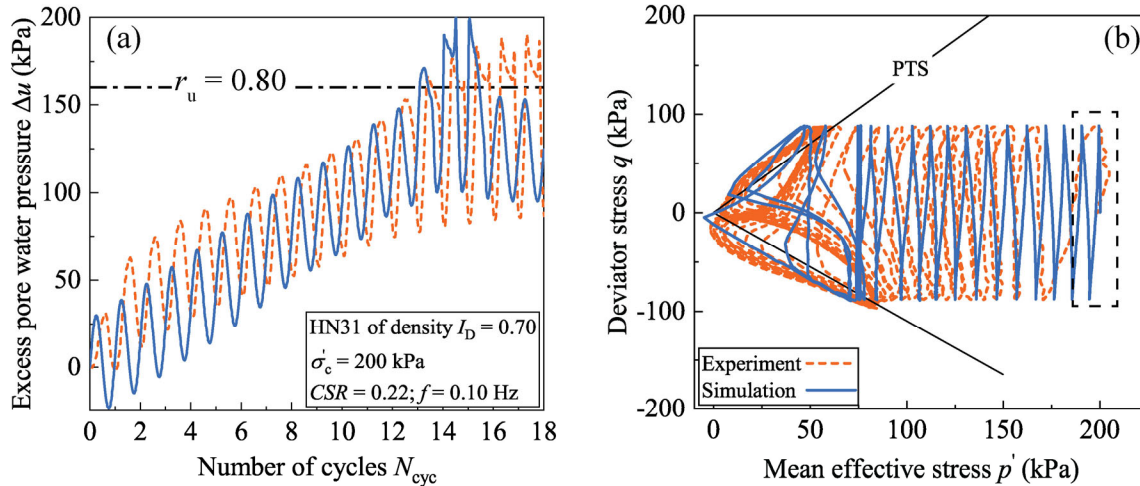 (a)
Excess pore water pressure Δu (kPa)
200
150
100
50
0
r_u = 0.80
HN31 of density I_D = 0.70
σ'_c = 200 kPa
CSR = 0.22; f = 0.10 Hz
0 2 4 6 8 10 12 14 16 18
Number of cycles N_cyc
(b)
Deviator stress q (kPa)
200
100
0
-100
-200
PTS
Experiment
Simulation
0 50 100 150 200
Mean effective stress p' (kPa)